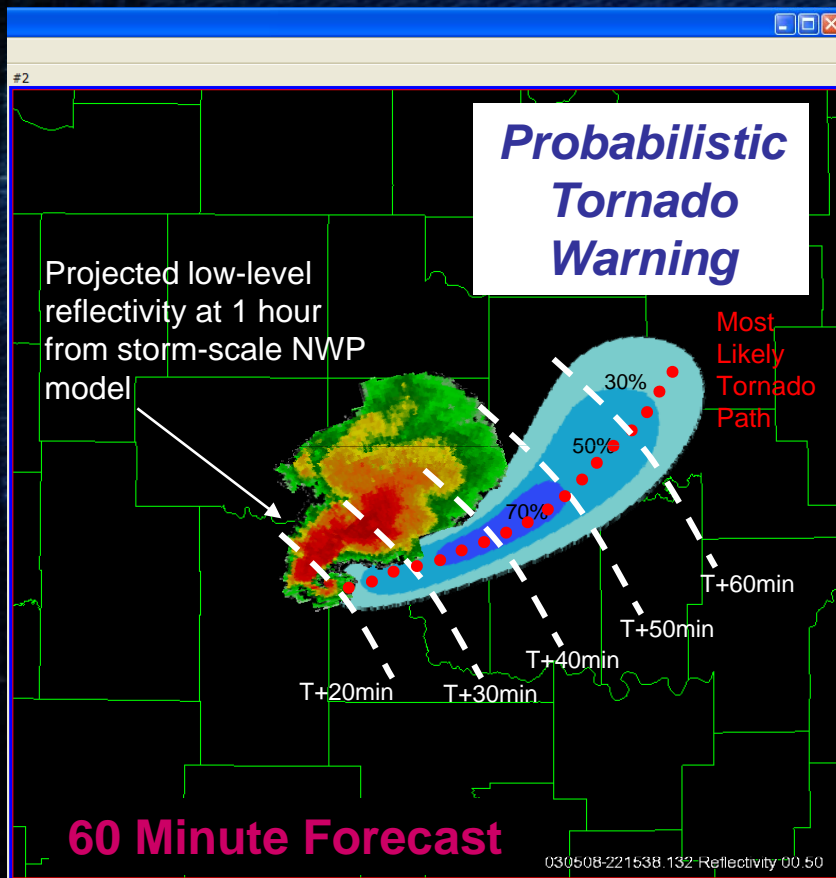 #2
Probabilistic
Tornado
Warning
Projected low-level
reflectivity at 1 hour
from storm-scale NWP
model
Most
Likely
Tornado
Path
30%
50%
70%
T+60min
T+50min
T+40min
T+30min
T+20min
60 Minute Forecast
030508-221538.132 Reflectivity 00.50